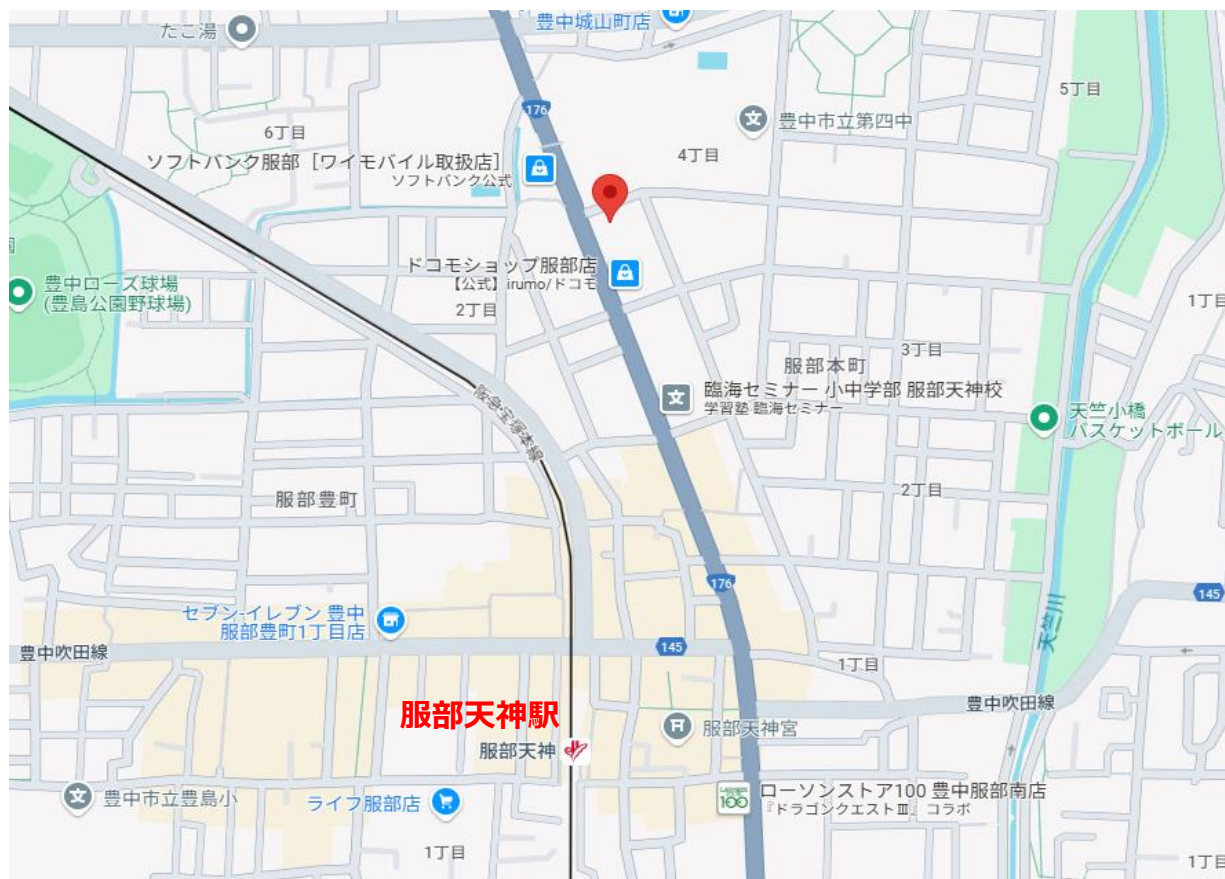 たこ湯
豊中城山町店
176
5丁目
豊中市立第四中
6丁目
4丁目
ソフトバンク服部［ワイモバイル取扱店］
ソフトバンク公式
ドコモショップ服部店
【公式】irumo/ドコモ
豊中ローズ球場
(豊島公園野球場)
園
2丁目
1丁目
3丁目
服部本町
臨海セミナー 小中学部 服部天神校
学習塾 臨海セミナー
阪急宝塚本線
天竺小橋
バスケットボール
服部豊町
2丁目
176
145
セブン-イレブン 豊中
服部豊町1丁目店
天竺川
豊中吹田線
145
1丁目
豊中吹田線
服部天神駅
服部天神宮
服部天神
豊中市立豊島小
ライフ服部店
LAWSON
STORE
100
ローソンストア100 豊中服部南店
『ドラゴンクエストⅢ』 コラボ
1丁目
1丁目